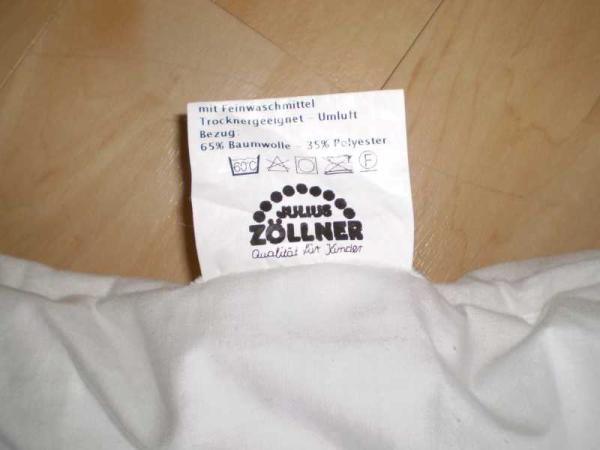 mit Feinwaschmittel
Trocknergeeignet - Umluft
Bezug:
65% Baumwolle - 35% Polyester
60°C F
JULIUS
ZÖLLNER
Qualität für Kinder